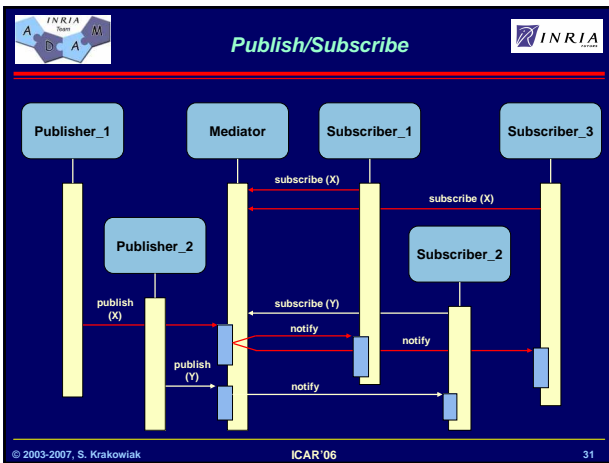 INRIA
Team
A D A M
Publish/Subscribe
INRIA
FUTURS
Publisher_1
Mediator
Subscriber_1
Subscriber_3
subscribe (X)
subscribe (X)
Publisher_2
Subscriber_2
publish
(X)
subscribe (Y)
notify
notify
publish
(Y)
notify
© 2003-2007, S. Krakowiak
ICAR'06
31